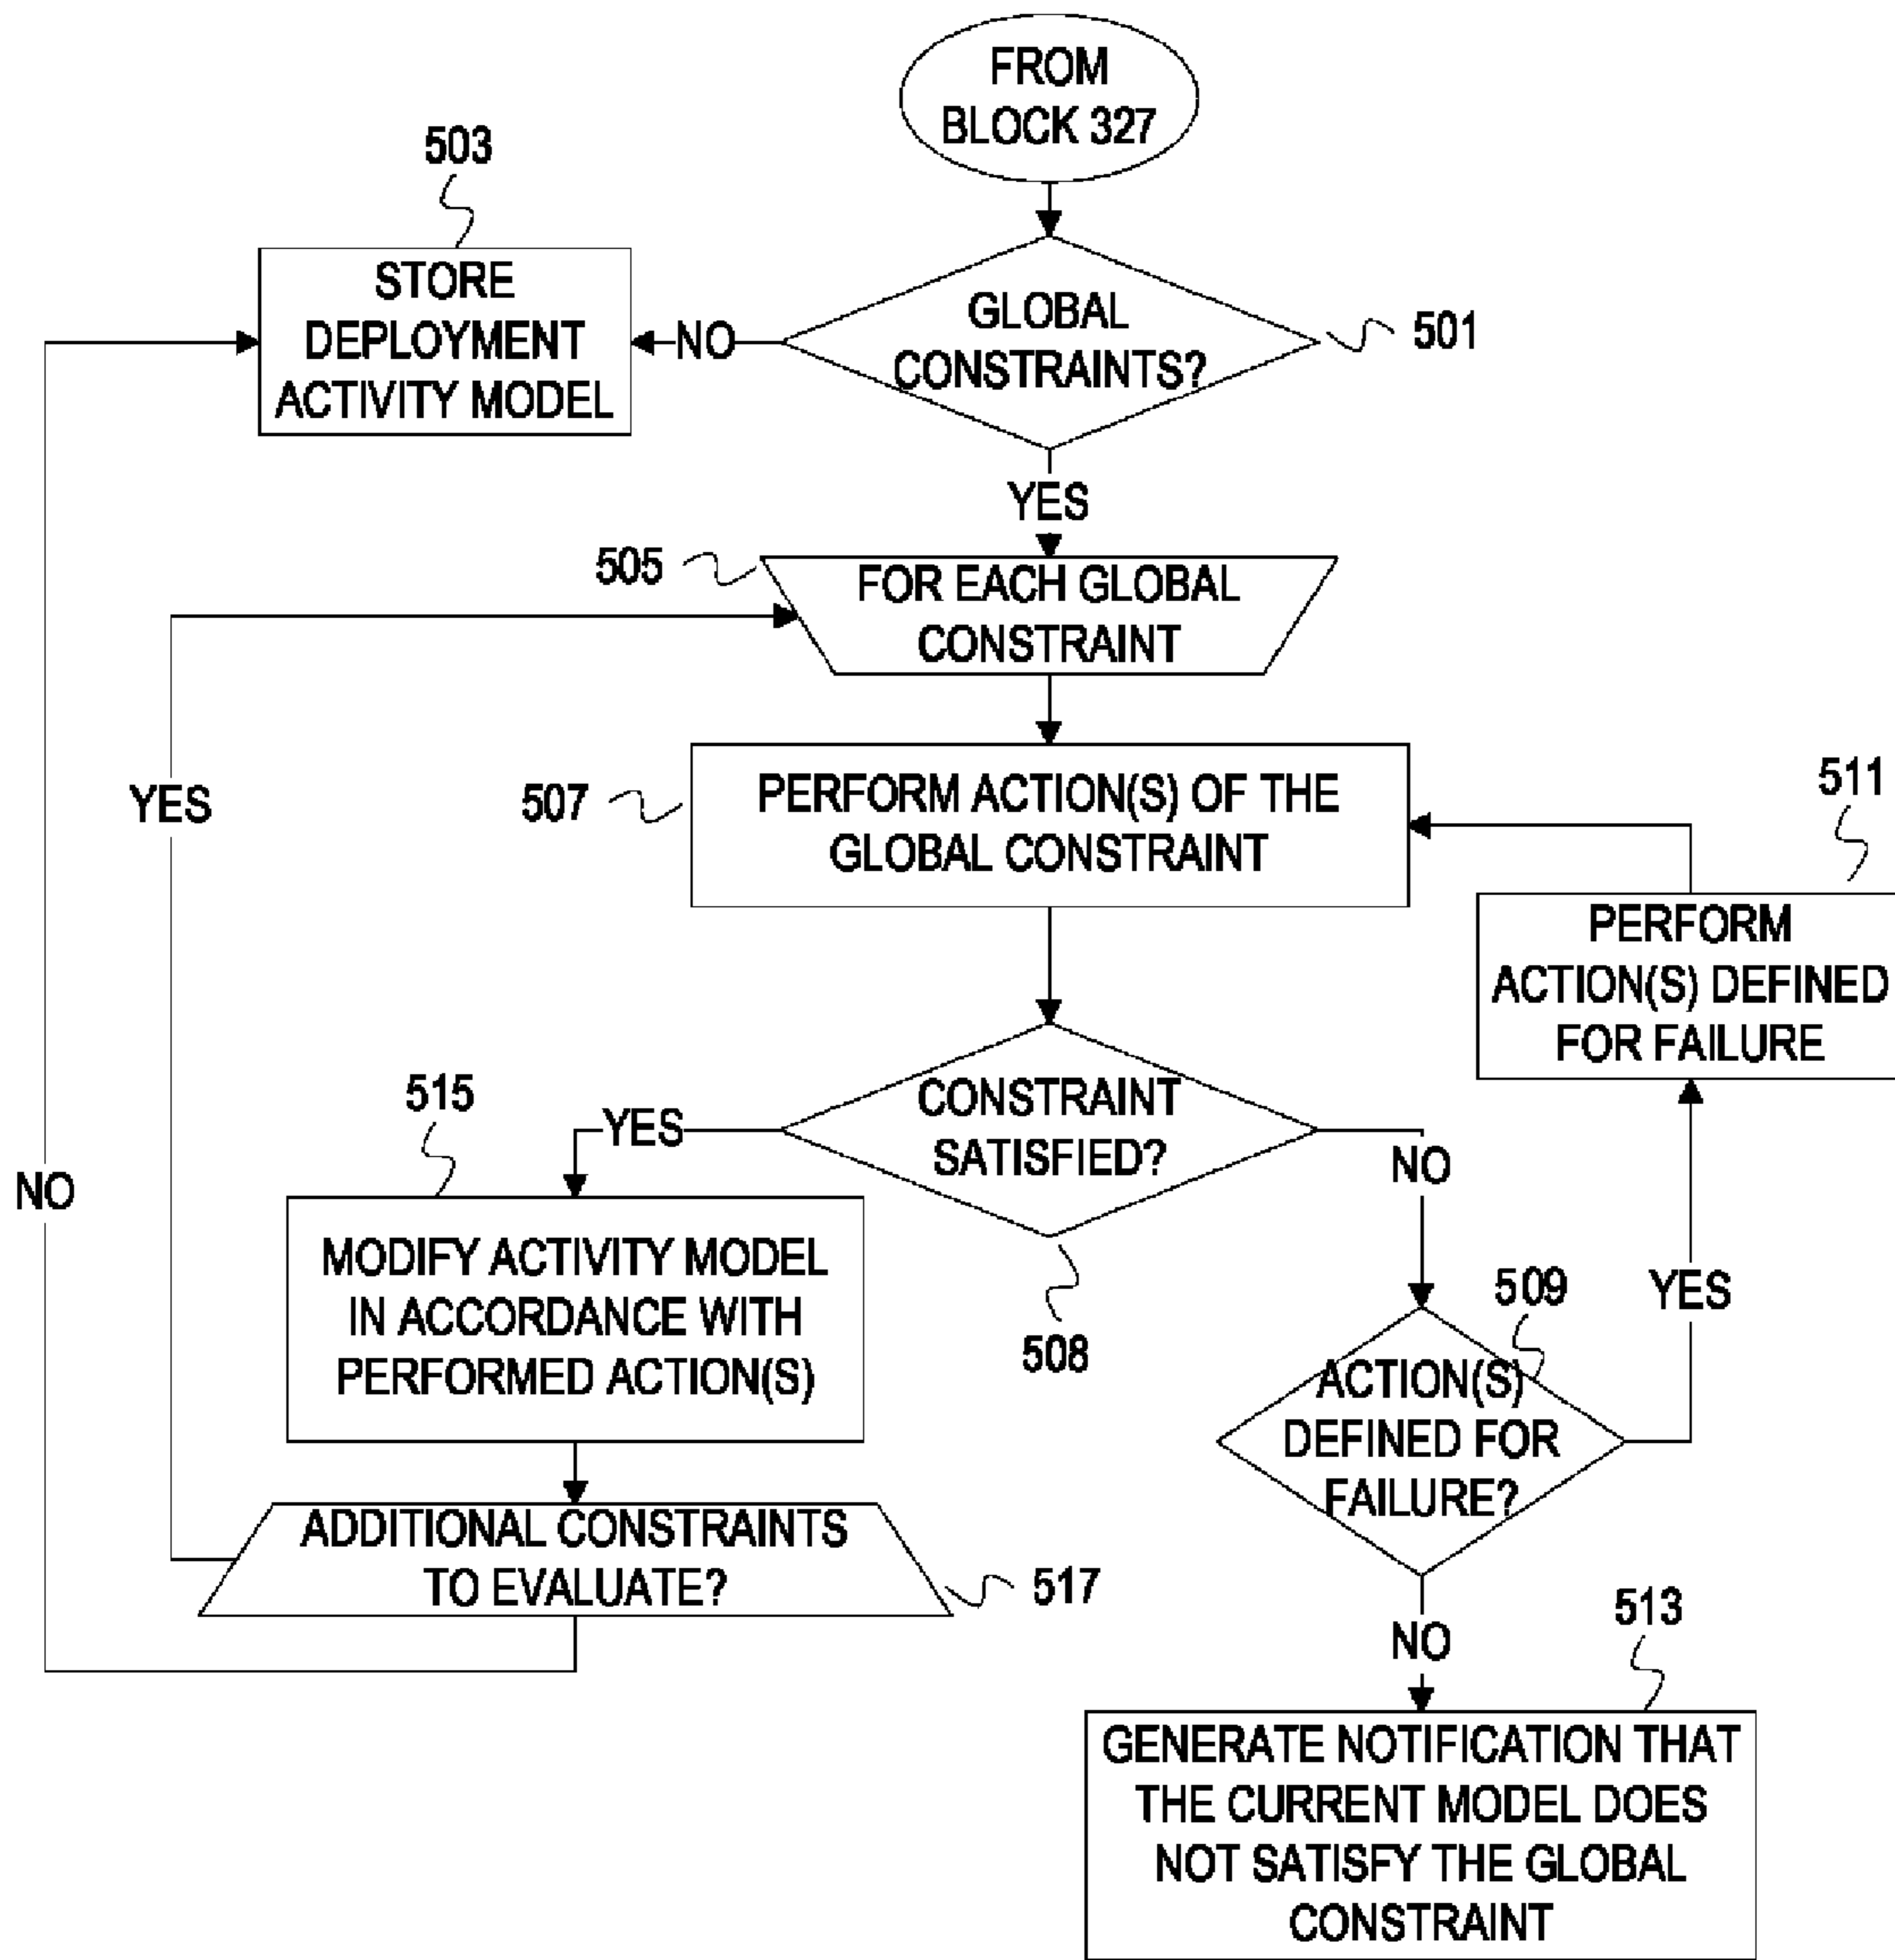 FROM
BLOCK 327
503
STORE
DEPLOYMENT
ACTIVITY MODEL
NO
GLOBAL
CONSTRAINTS?
501
YES
505
FOR EACH GLOBAL
CONSTRAINT
YES
507
PERFORM ACTION(S) OF THE
GLOBAL CONSTRAINT
511
PERFORM
ACTION(S) DEFINED
FOR FAILURE
515
YES
CONSTRAINT
SATISFIED?
NO
NO
508
MODIFY ACTIVITY MODEL
IN ACCORDANCE WITH
PERFORMED ACTION(S)
509
YES
ACTION(S)
DEFINED FOR
FAILURE?
ADDITIONAL CONSTRAINTS
TO EVALUATE?
517
NO
513
GENERATE NOTIFICATION THAT
THE CURRENT MODEL DOES
NOT SATISFY THE GLOBAL
CONSTRAINT